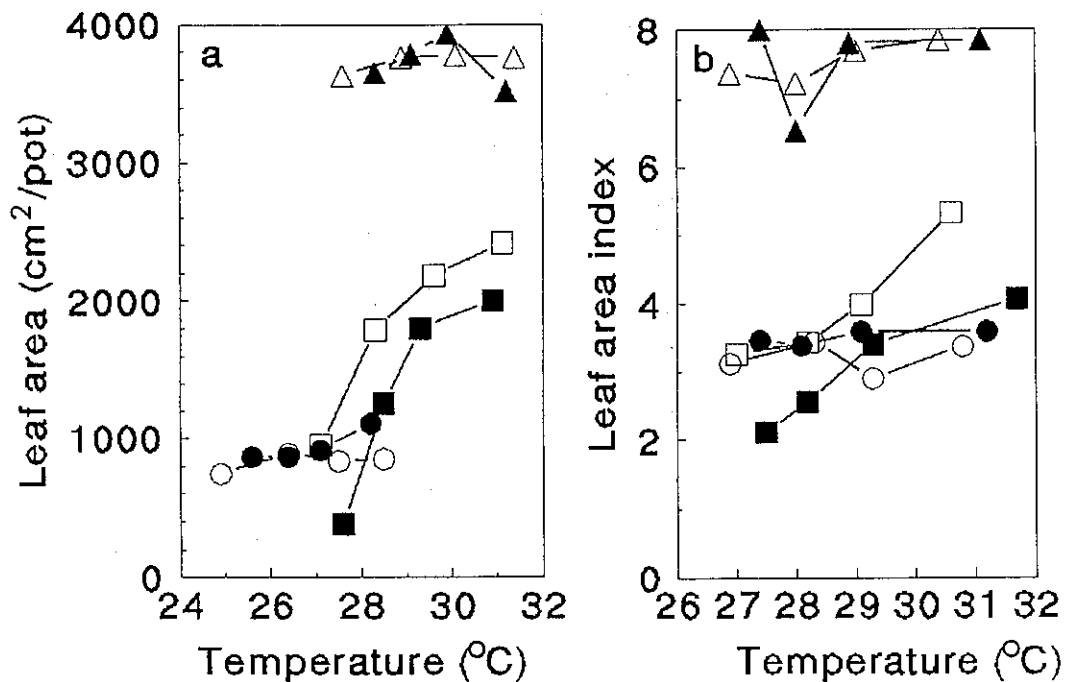 a
Leaf area (cm²/pot)
4000
3000
2000
1000
0
24 26 28 30 32
Temperature (°C)
b
Leaf area index
8
6
4
2
0
26 27 28 29 30 31 32
Temperature (°C)